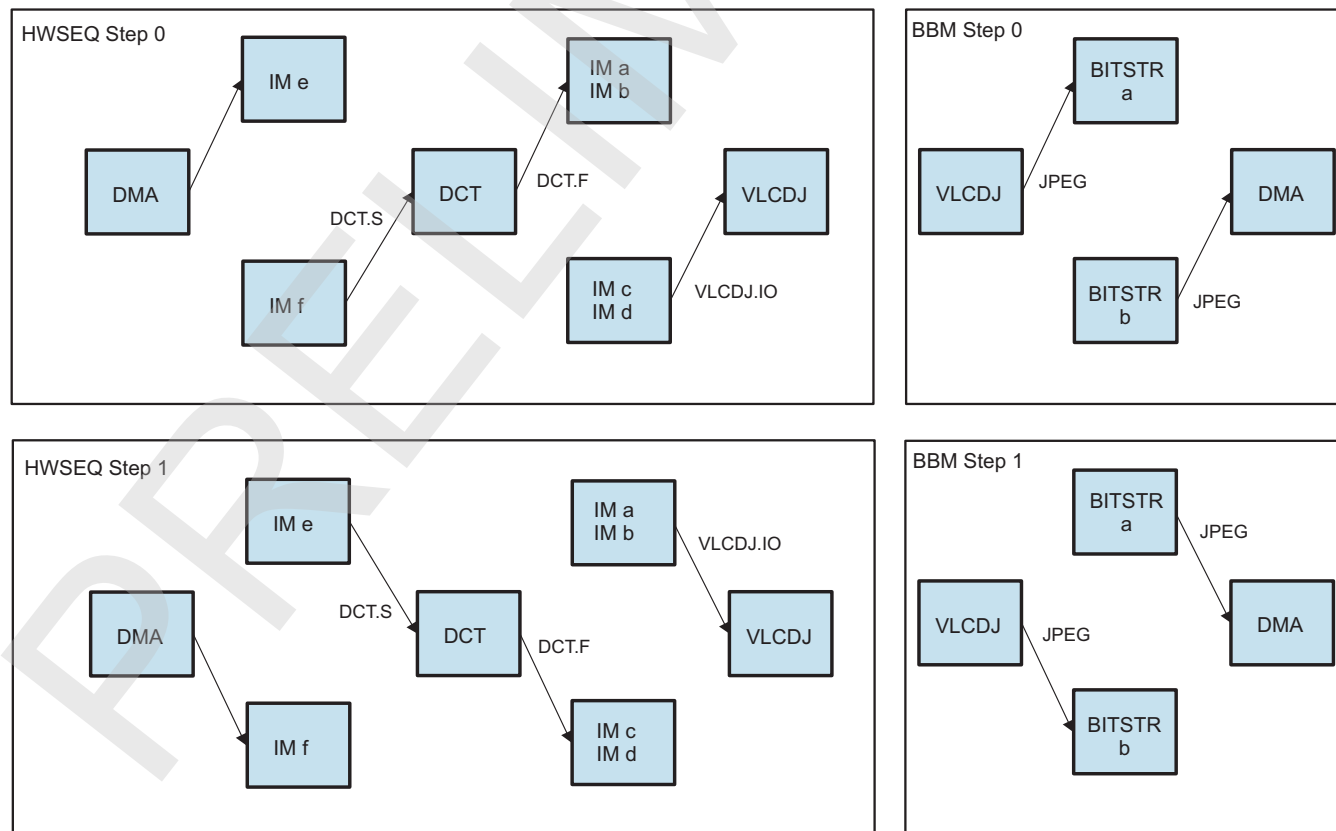 HWSEQ Step 0
IM e
IM a
IM b
DMA
DCT.S
DCT
DCT.F
VLCDJ
IM f
IM c
IM d
VLCDJ.IO
BBM Step 0
BITSTR
a
VLCDJ
JPEG
DMA
BITSTR
b
JPEG
HWSEQ Step 1
IM e
IM a
IM b
VLCDJ.IO
DMA
DCT.S
DCT
DCT.F
VLCDJ
IM f
IM c
IM d
BBM Step 1
BITSTR
a
JPEG
VLCDJ
JPEG
DMA
BITSTR
b
PRELIM